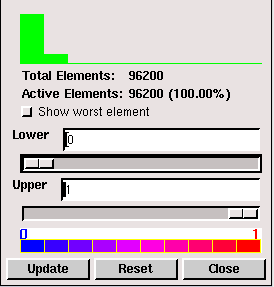 Total Elements: 96200
Active Elements: 96200 (100.00%)
Show worst element
Lower 0
Upper 1
0 1
Update Reset Close